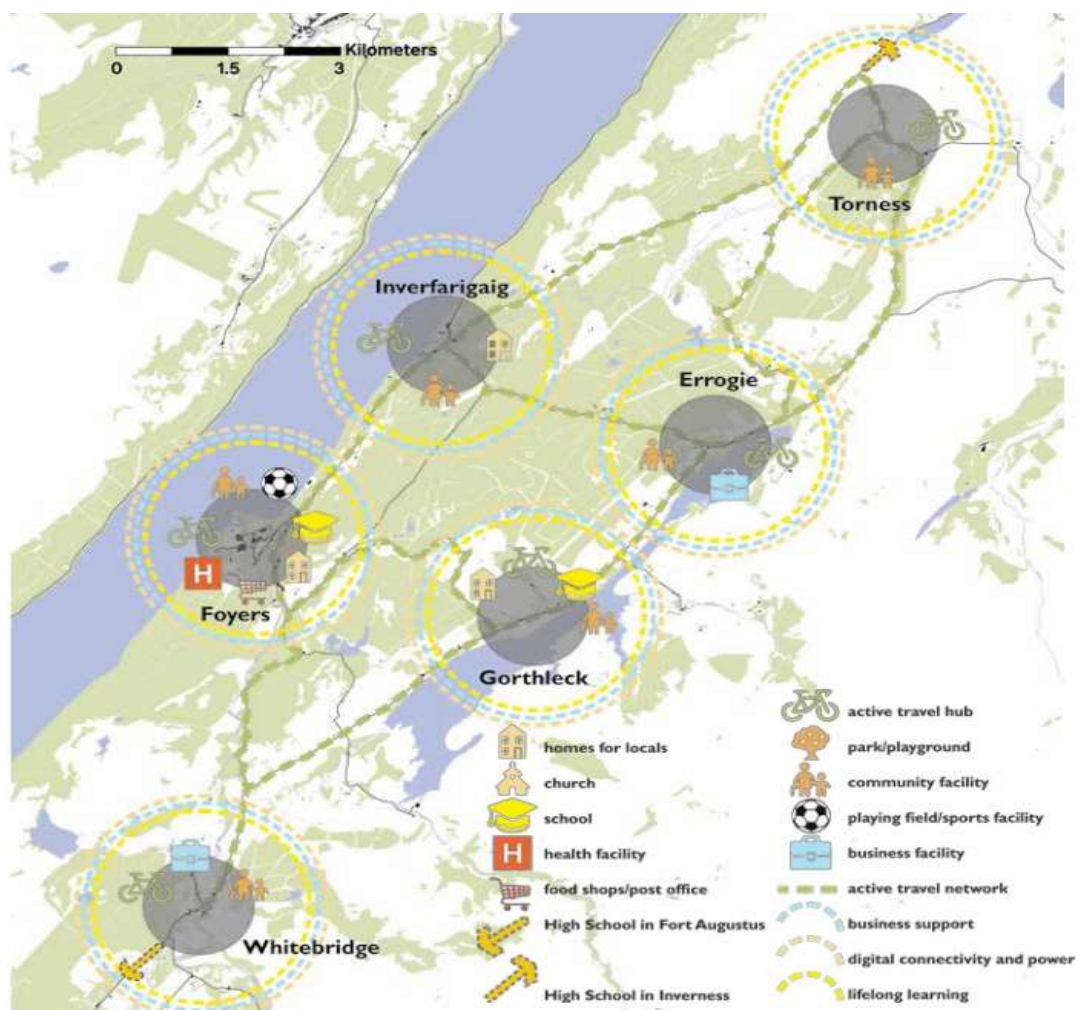 Kilometers
0 1.5 3
Torness
Inverfarigaig
Errogie
H
Foyers
Gorthleck
Whitebridge
homes for locals
church
school
H health facility
food shops/post office
High School in Fort Augustus
High School in Inverness
active travel hub
park/playground
community facility
playing field/sports facility
business facility
active travel network
business support
digital connectivity and power
lifelong learning